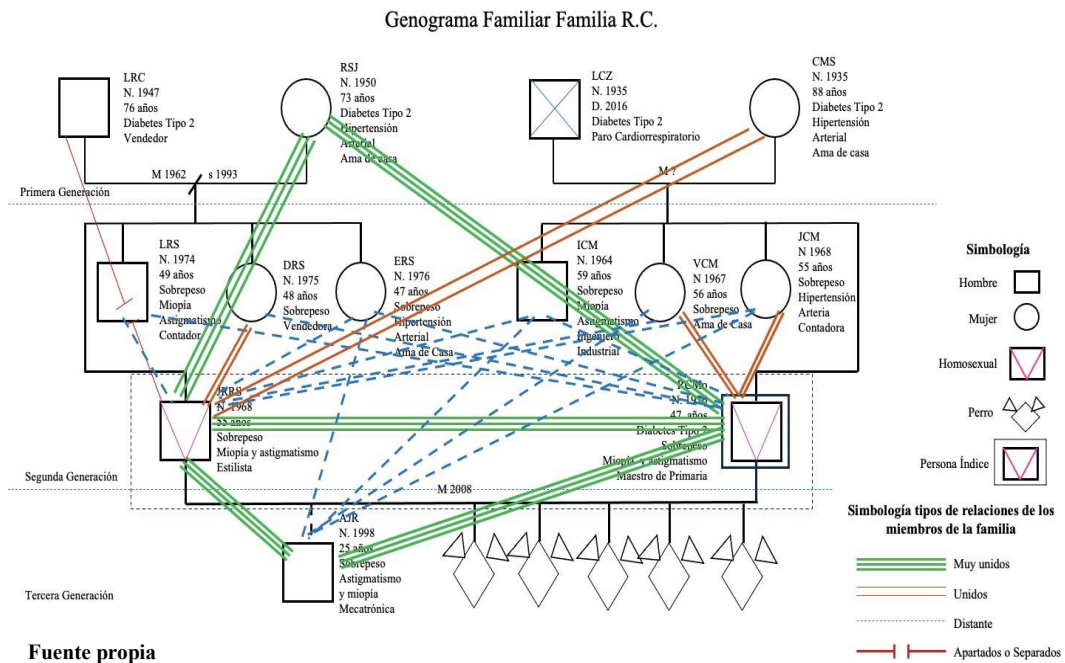 Genograma Familiar Familia R.C.
LRC
N. 1947
76 años
Diabetes Tipo 2
Vendedor
RSJ
N. 1950
73 años
Diabetes Tipo 2
Hipertensión
Arterial
Ama de casa
LCZ
N. 1935
D. 2016
Diabetes Tipo 2
Paro Cardiorrespiratorio
CMS
N. 1935
88 años
Diabetes Tipo 2
Hipertensión
Arterial
Ama de casa
M 1962
s 1993
M ?
Primera Generación
LRS
N. 1974
49 años
Sobrepeso
Miopía
Astigmatismo
Contador
DRS
N. 1975
48 años
Sobrepeso
Vendedora
ERS
N. 1976
47 años
Sobrepeso
Hipertensión
Arterial
Ama de Casa
ICM
N. 1964
59 años
Sobrepeso
Miopía
Astigmatismo
Ingeniero
Industrial
VCM
N 1967
56 años
Sobrepeso
Ama de Casa
JCM
N 1968
55 años
Sobrepeso
Hipertensión
Arteria
Contadora
N 1968
55 años
Sobrepeso
Miopía y astigmatismo
Estilista
47 años
Diabetes Tipo 2
Sobrepeso
Miopía y astigmatismo
Maestro de Primaria
Segunda Generación
M 2008
AJR
N. 1998
25 años
Sobrepeso
Astigmatismo
y miopía
Mecatrónica
Tercera Generación
Simbología
Hombre
Mujer
Homosexual
Perro
Persona Índice
Simbología tipos de relaciones de los
miembros de la familia
Muy unidos
Unidos
Distante
Apartados o Separados
Fuente propia